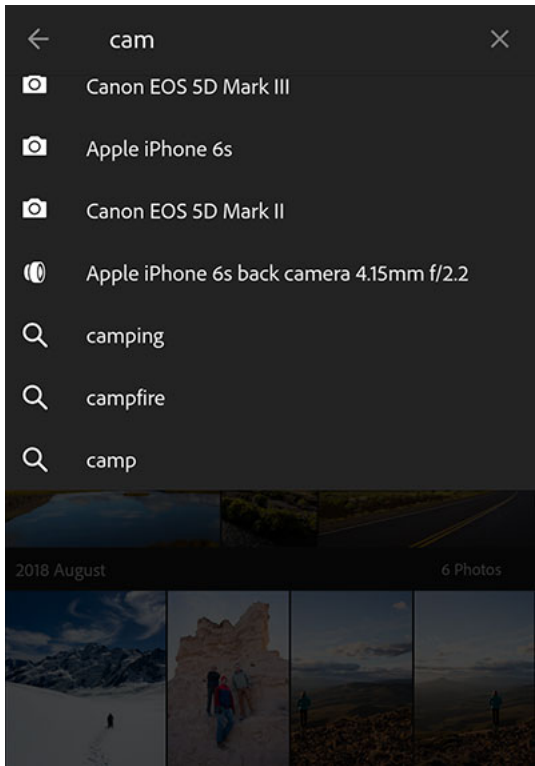 cam
Canon EOS 5D Mark III
Apple iPhone 6s
Canon EOS 5D Mark II
Apple iPhone 6s back camera 4.15mm f/2.2
camping
campfire
camp
2018 August 6 Photos